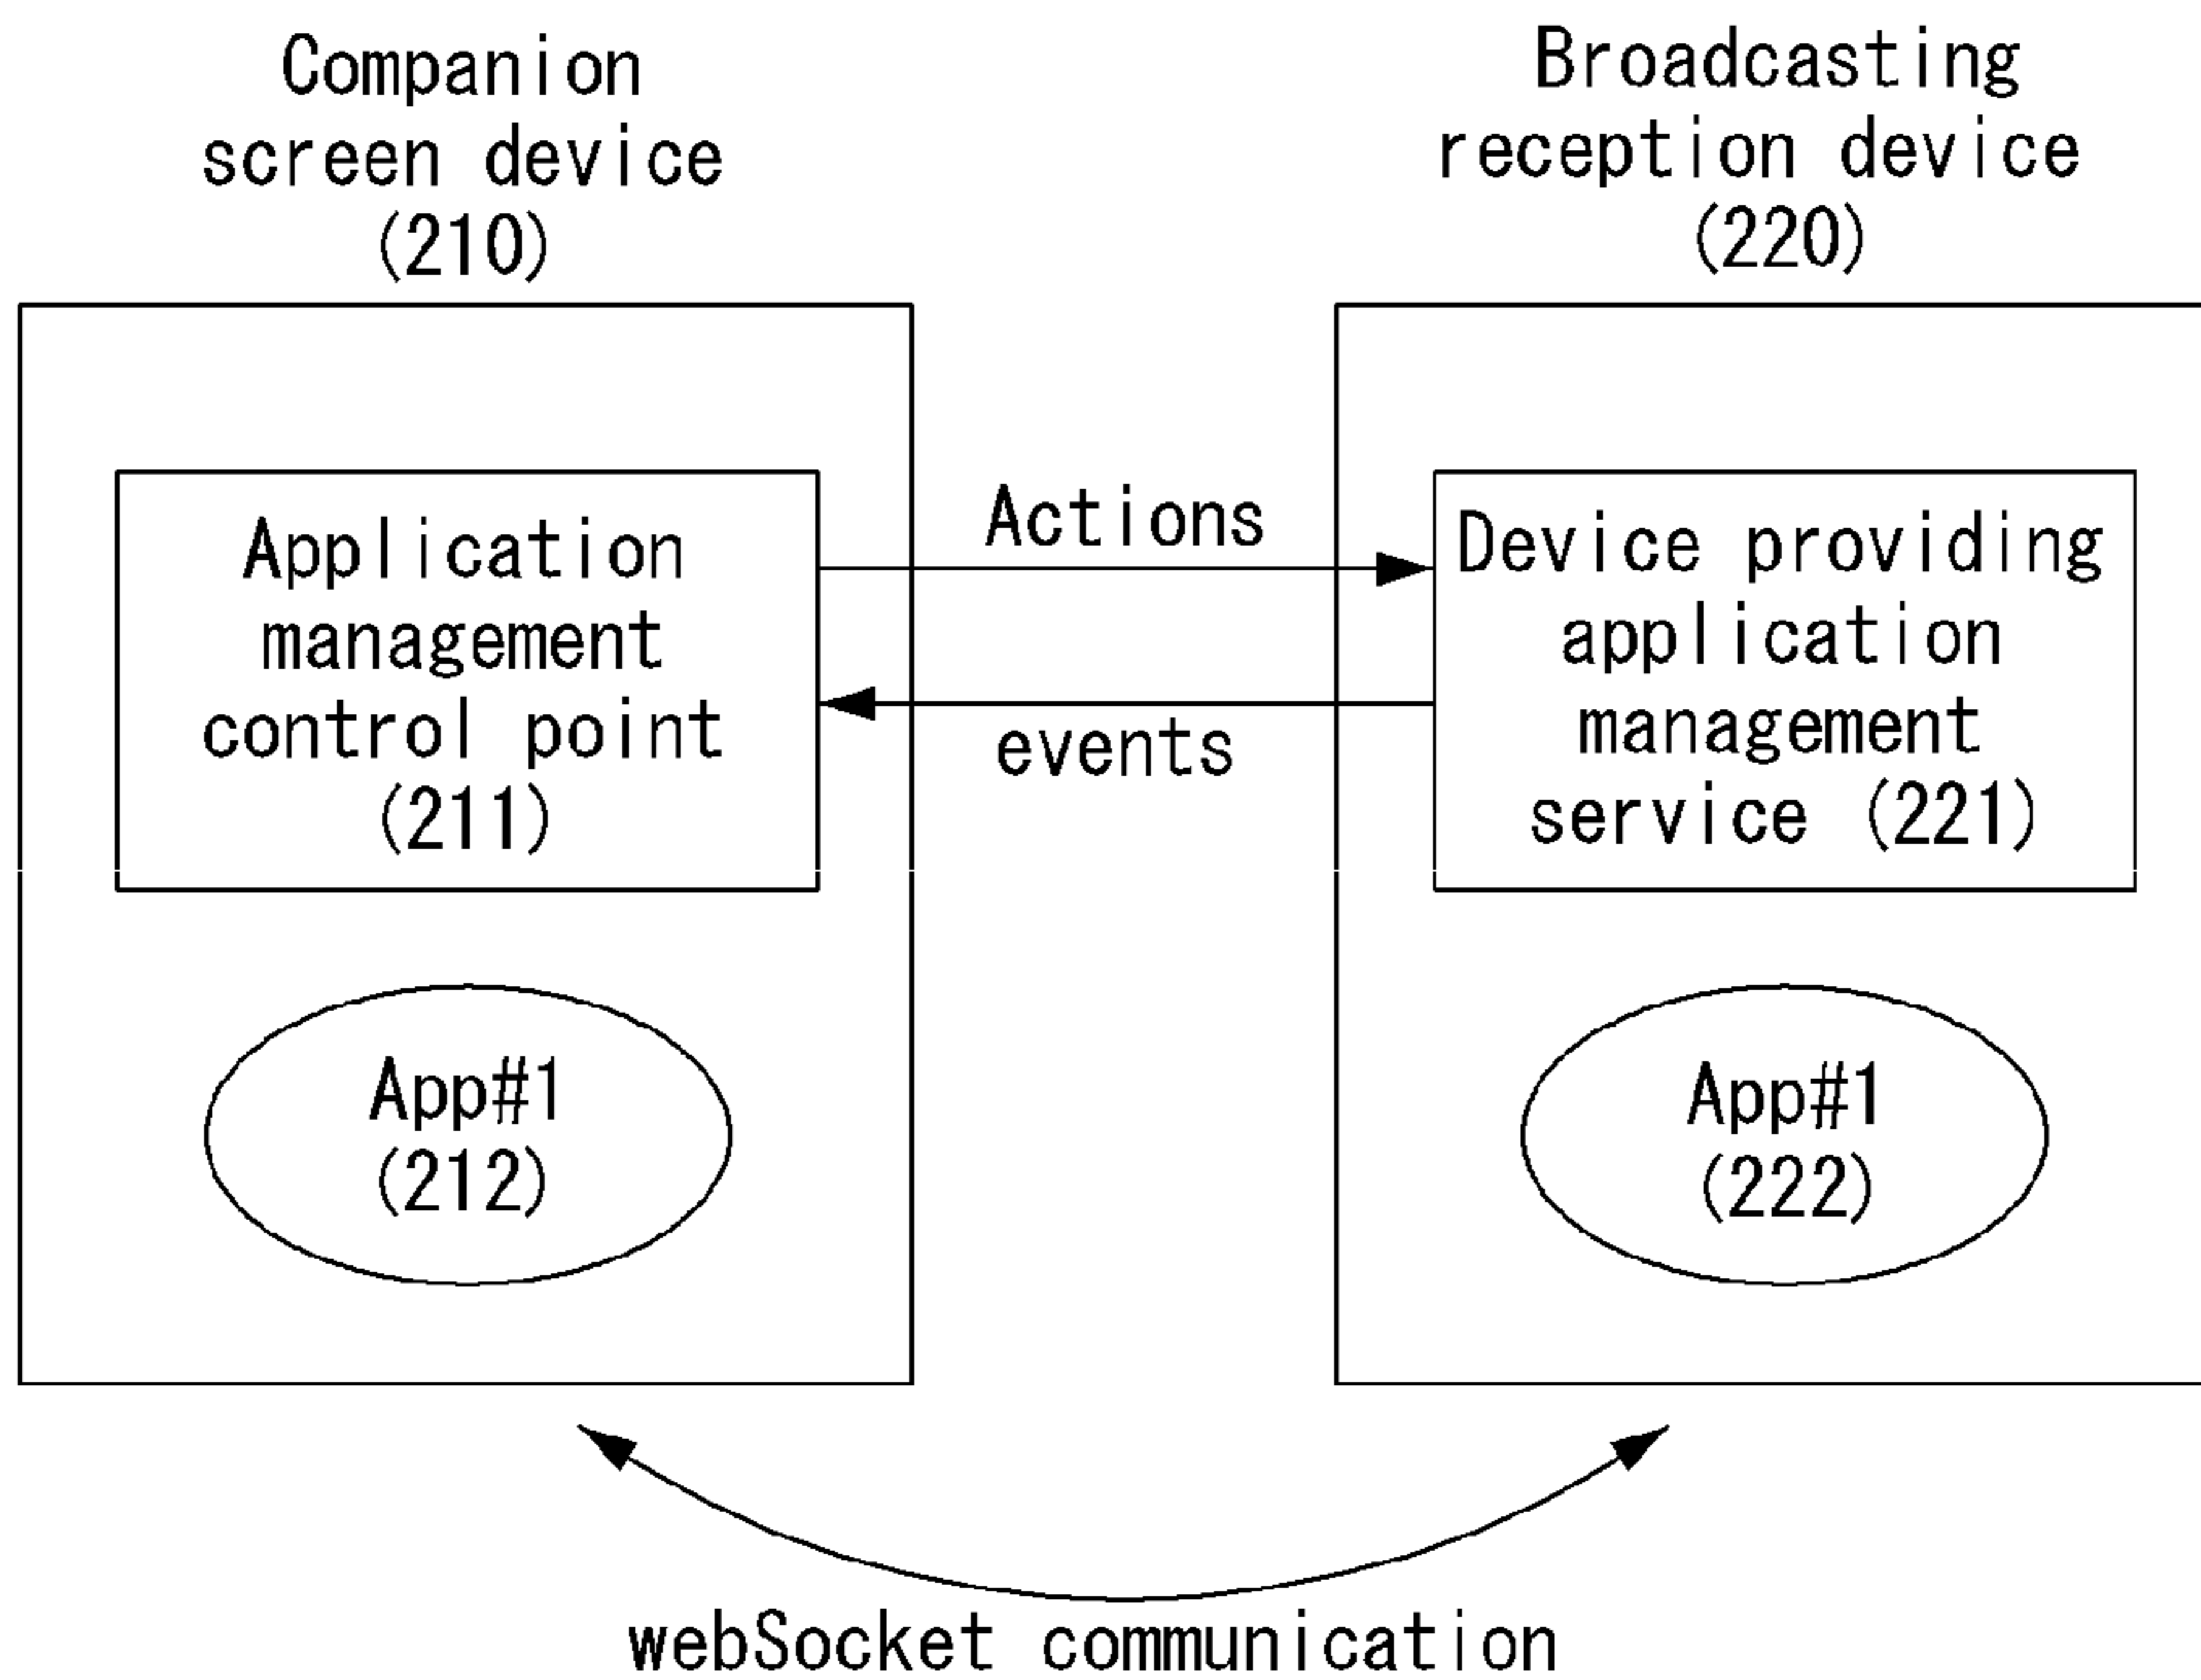 Companion
screen device
(210)
Broadcasting
reception device
(220)
Application
management
control point
(211)
Actions
events
Device providing
application
management
service (221)
App#1
(212)
App#1
(222)
webSocket communication